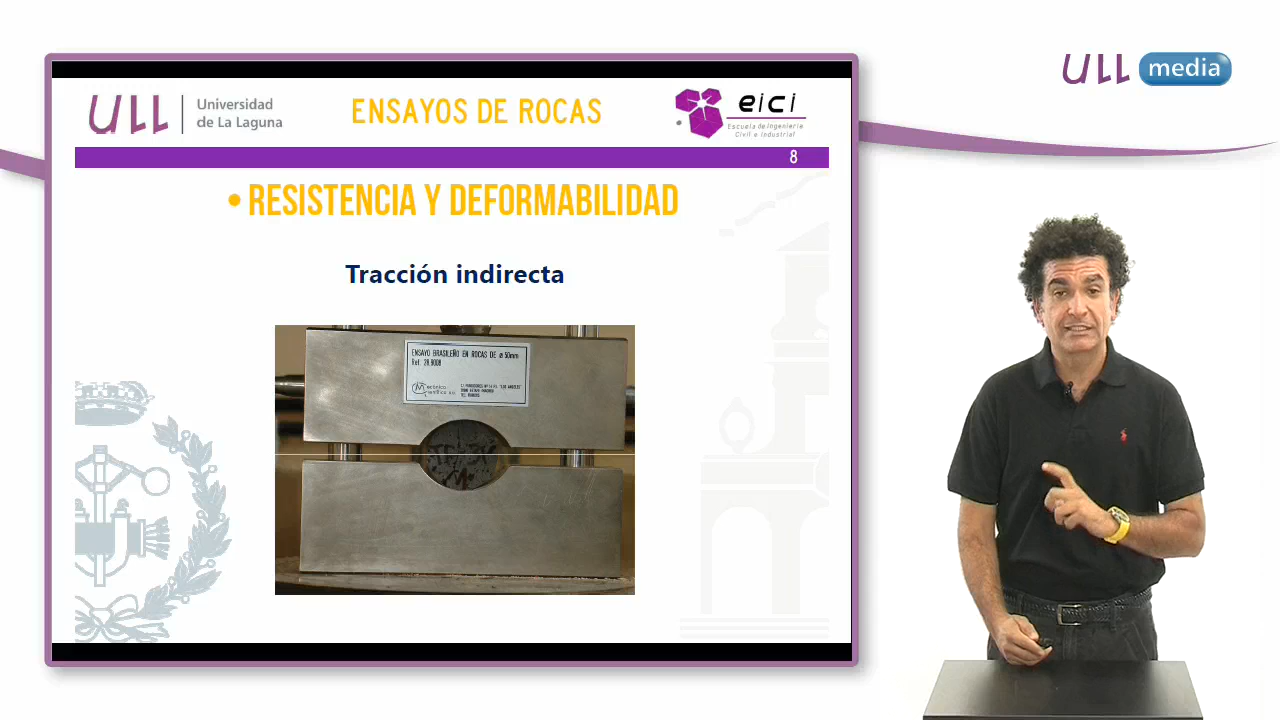 ULL
Universidad
de La Laguna
ENSAYOS DE ROCAS
eici
Escuela de Ingeniería
Civil e Industrial
8
• RESISTENCIA Y DEFORMABILIDAD
Tracción indirecta
ENSAYO BRASILEÑO EN ROCAS DE ø 50mm
Ref:
ULL media